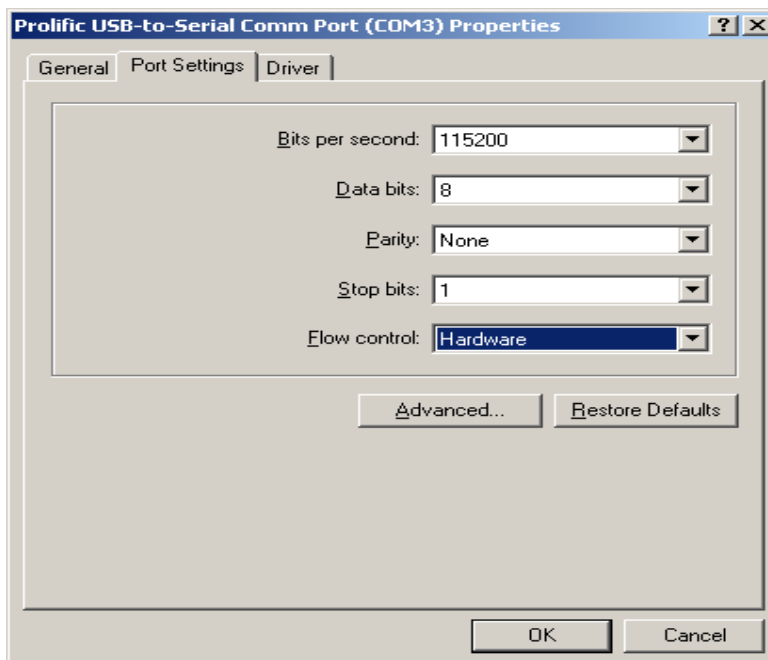 Prolific USB-to-Serial Comm Port (COM3) Properties
General Port Settings Driver
Bits per second: 115200
Data bits: 8
Parity: None
Stop bits: 1
Flow control: Hardware
Advanced... Restore Defaults
OK Cancel